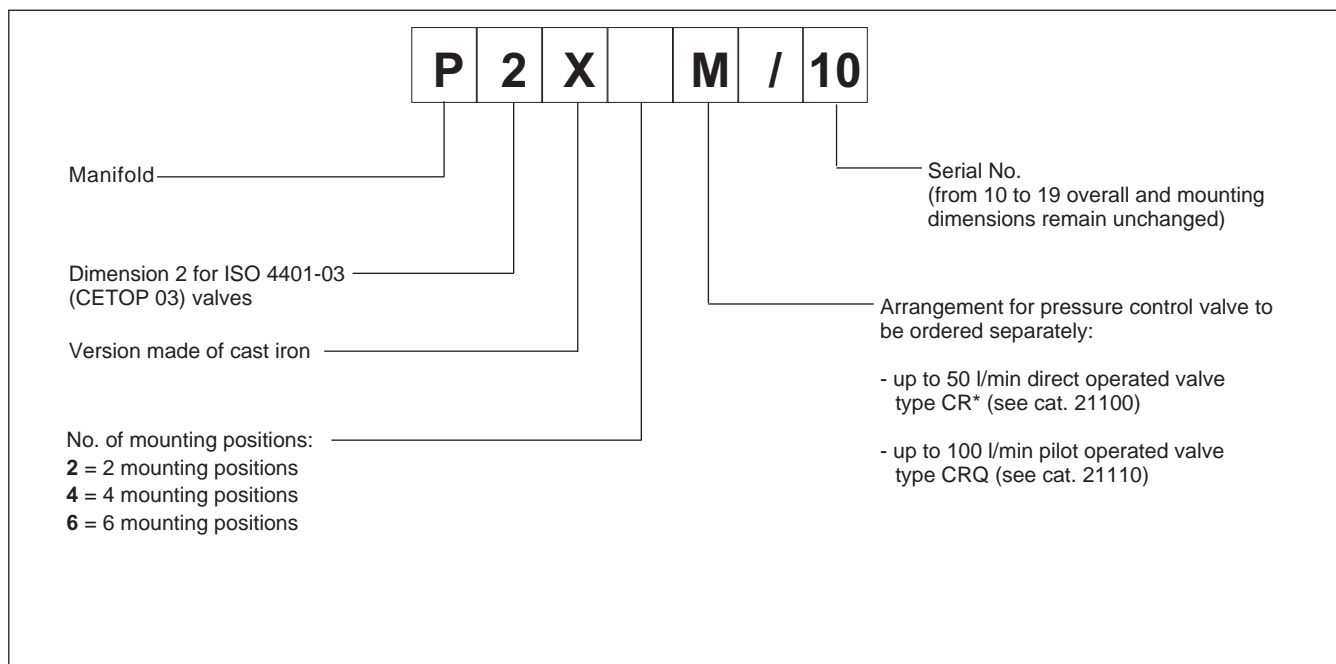 P 2 X M / 10
Manifold
Dimension 2 for ISO 4401-03
(CETOP 03) valves
Version made of cast iron
No. of mounting positions:
2 = 2 mounting positions
4 = 4 mounting positions
6 = 6 mounting positions
Serial No.
(from 10 to 19 overall and mounting
dimensions remain unchanged)
Arrangement for pressure control valve to
be ordered separately:
- up to 50 l/min direct operated valve
type CR* (see cat. 21100)
- up to 100 l/min pilot operated valve
type CRQ (see cat. 21110)